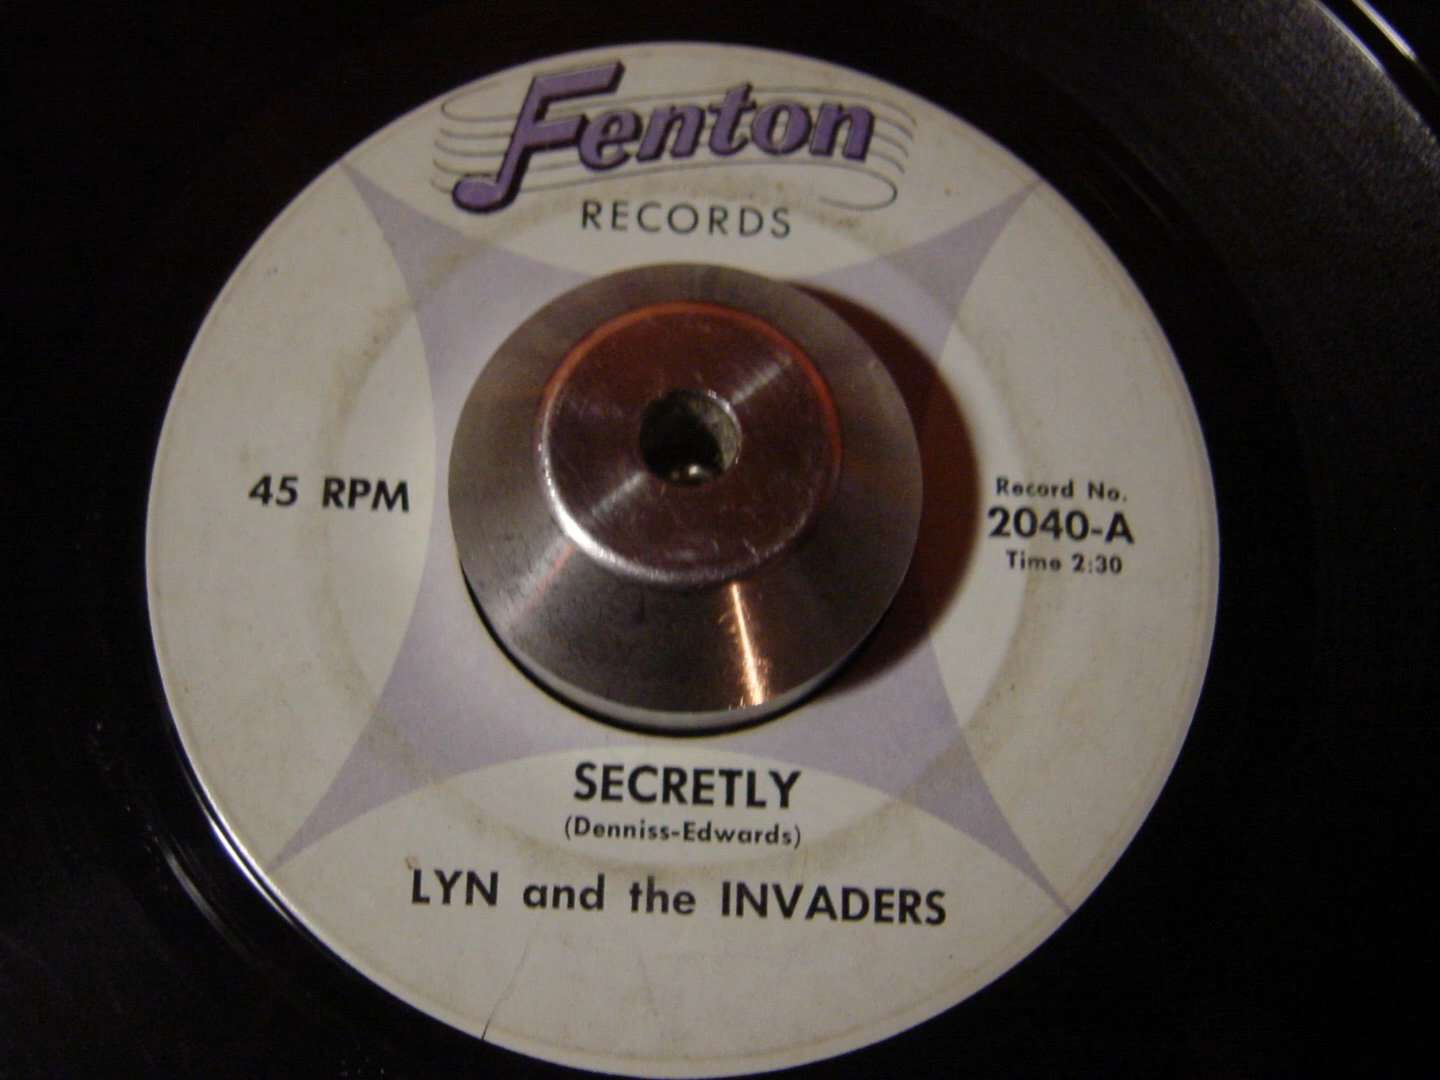 Fenton
RECORDS
45 RPM
Record No.
2040-A
Time 2:30
SECRETLY
(Denniss-Edwards)
LYN and the INVADERS